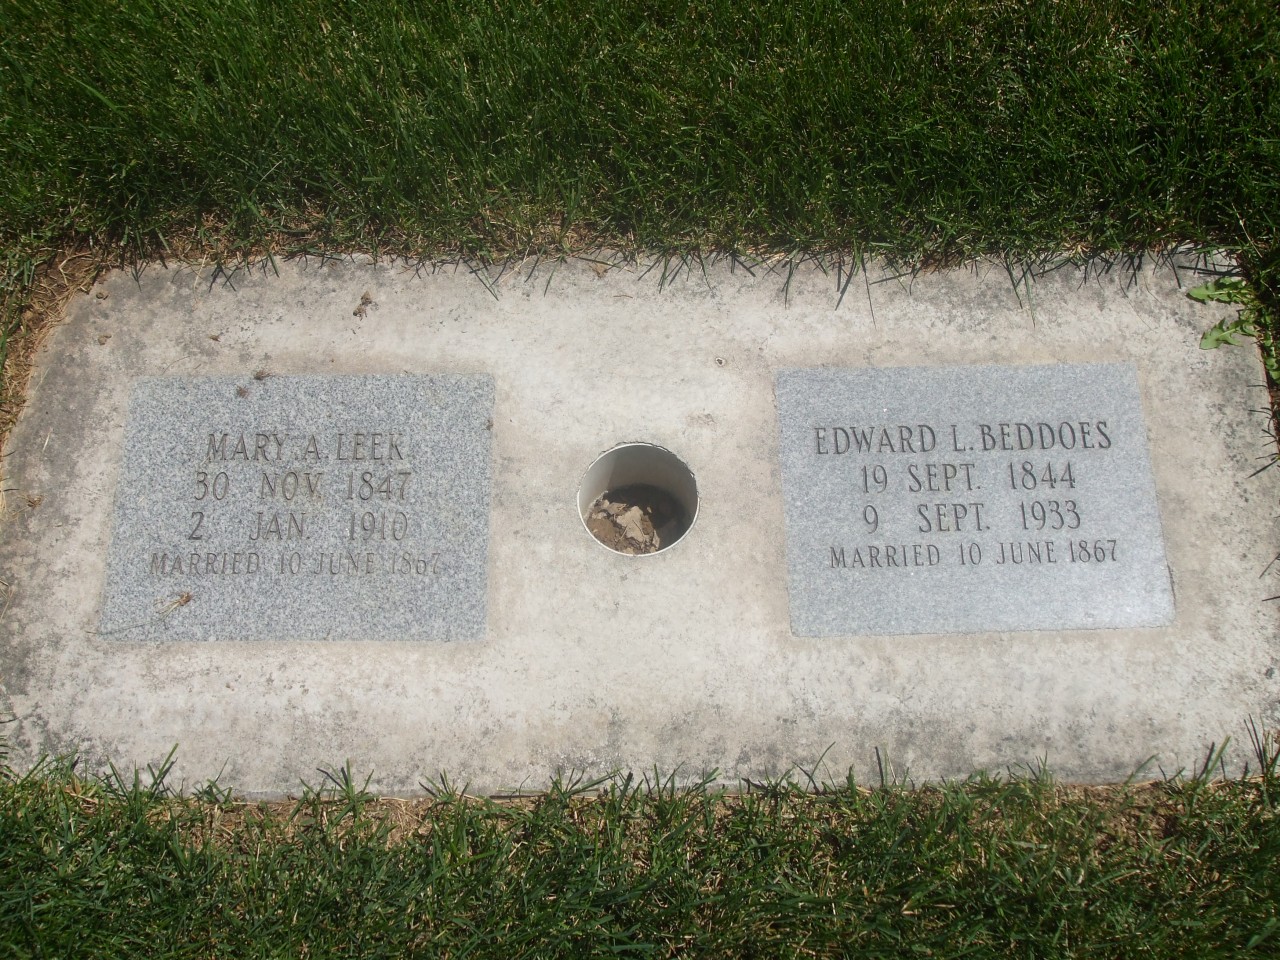 MARY A. LEEK
30 NOV. 1847
2 JAN. 1910
MARRIED 10 JUNE 1867
EDWARD L. BEDDOES
19 SEPT. 1844
9 SEPT. 1933
MARRIED 10 JUNE 1867